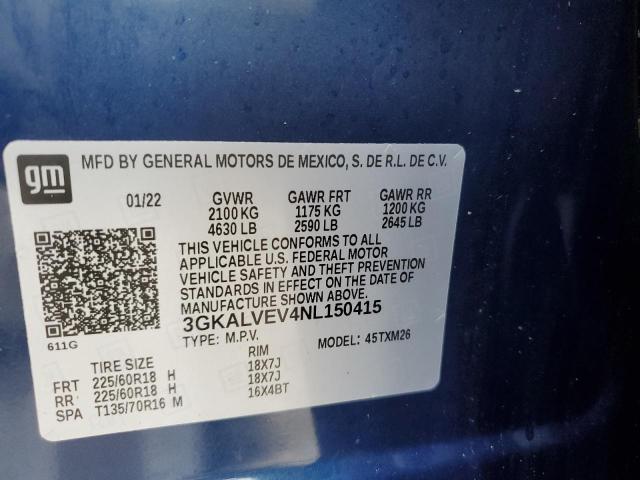 gm
MFD BY GENERAL MOTORS DE MEXICO, S. DE R.L. DE C.V.
01/22 GVWR GAWR FRT GAWR RR
2100 KG 1175 KG 1200 KG
4630 LB 2590 LB 2645 LB
THIS VEHICLE CONFORMS TO ALL
APPLICABLE U.S. FEDERAL MOTOR
VEHICLE SAFETY AND THEFT PREVENTION
STANDARDS IN EFFECT ON THE DATE OF
MANUFACTURE SHOWN ABOVE.
3GKALVEV4NL150415
611G
TYPE: M.P.V. MODEL: 45TXM26
TIRE SIZE RIM
FRT 225/60R18 H 18X7J
RR 225/60R18 H 18X7J
SPA T135/70R16 M 16X4BT